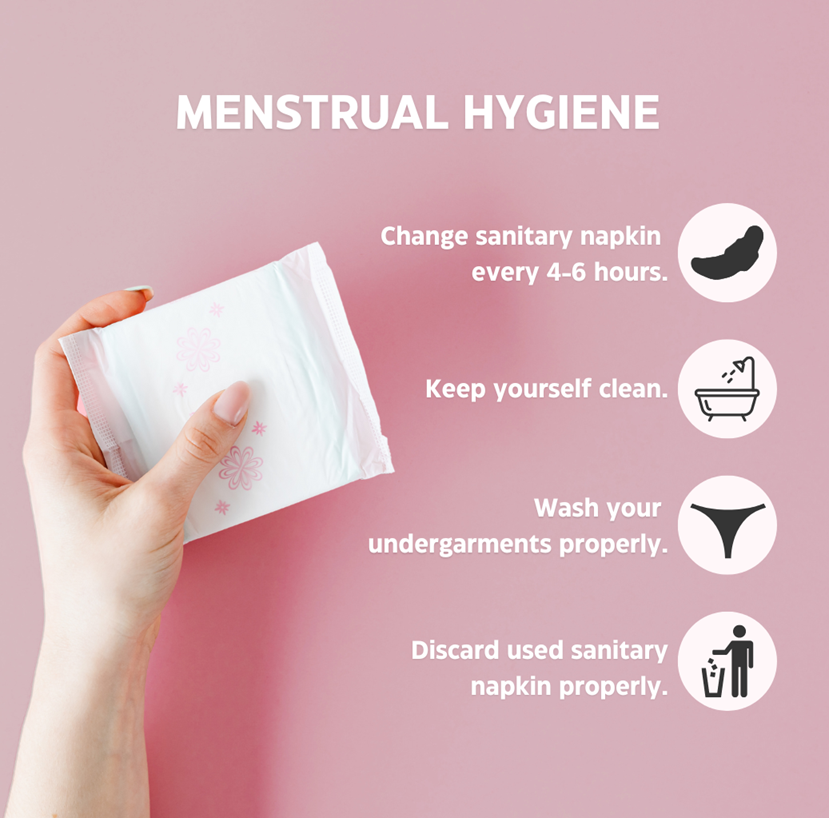 MENSTRUAL HYGIENE
Change sanitary napkin
every 4-6 hours.
Keep yourself clean.
Wash your
undergarments properly.
Discard used sanitary
napkin properly.